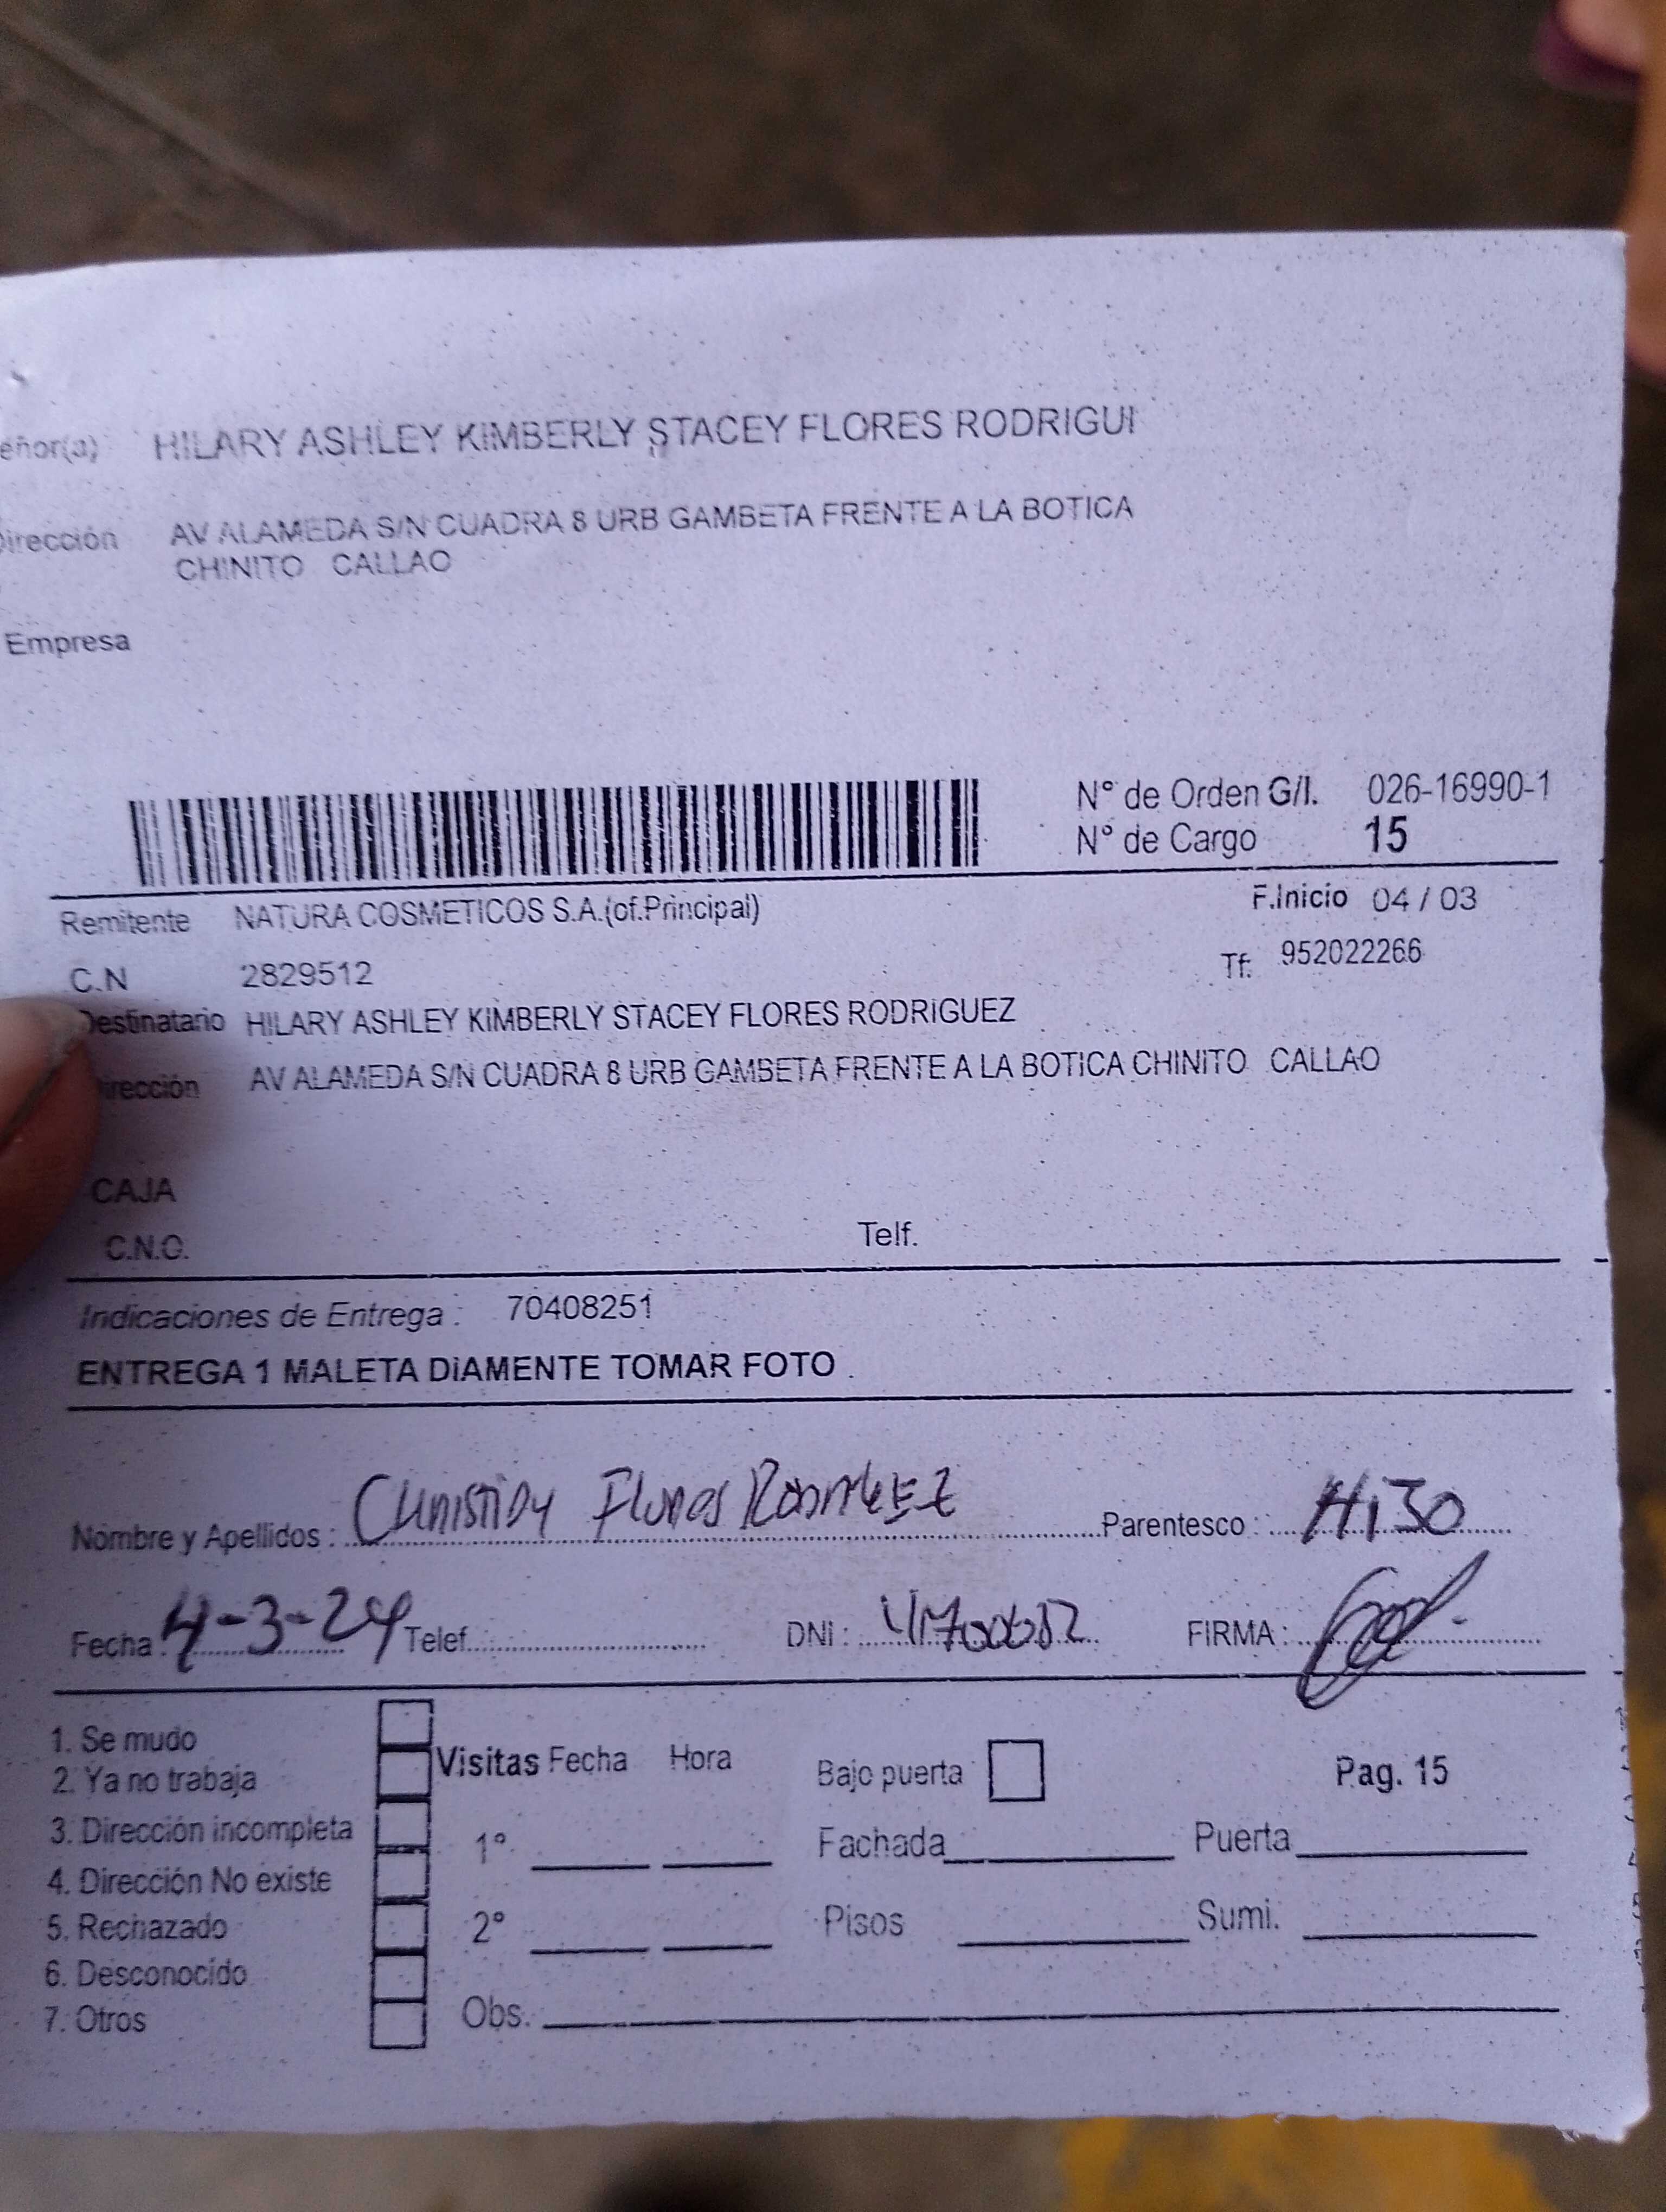 eñor(a) HILARY ASHLEY KIMBERLY STACEY FLORES RODRIGUI
Dirección AV ALAMEDA S/N CUADRA 8 URB GAMBETA FRENTE A LA BOTICA
CHINITO CALLAO
Empresa
N° de Orden G/I. 026-16990-1
N° de Cargo 15
Remitente NATURA COSMETICOS S.A.(of.Principal) F.Inicio 04 / 03
C.N 2829512 Tf: 952022266
Destinatario HILARY ASHLEY KIMBERLY STACEY FLORES RODRIGUEZ
irección AV ALAMEDA S/N CUADRA 8 URB GAMBETA FRENTE A LA BOTICA CHINITO CALLAO
CAJA
C.N.O. Telf.
Indicaciones de Entrega : 70408251
ENTREGA 1 MALETA DIAMENTE TOMAR FOTO .
Nombre y Apellidos : Flores Parentesco : HiJO
Fecha : 4-3-24 Telef. DNI : FIRMA :
1. Se mudo
2. Ya no trabaja Visitas Fecha Hora Bajo puerta Pag. 15
3. Dirección incompleta 1° Fachada Puerta
4. Dirección No existe
5. Rechazado 2° Pisos Sumi.
6. Desconocido
7. Otros Obs.